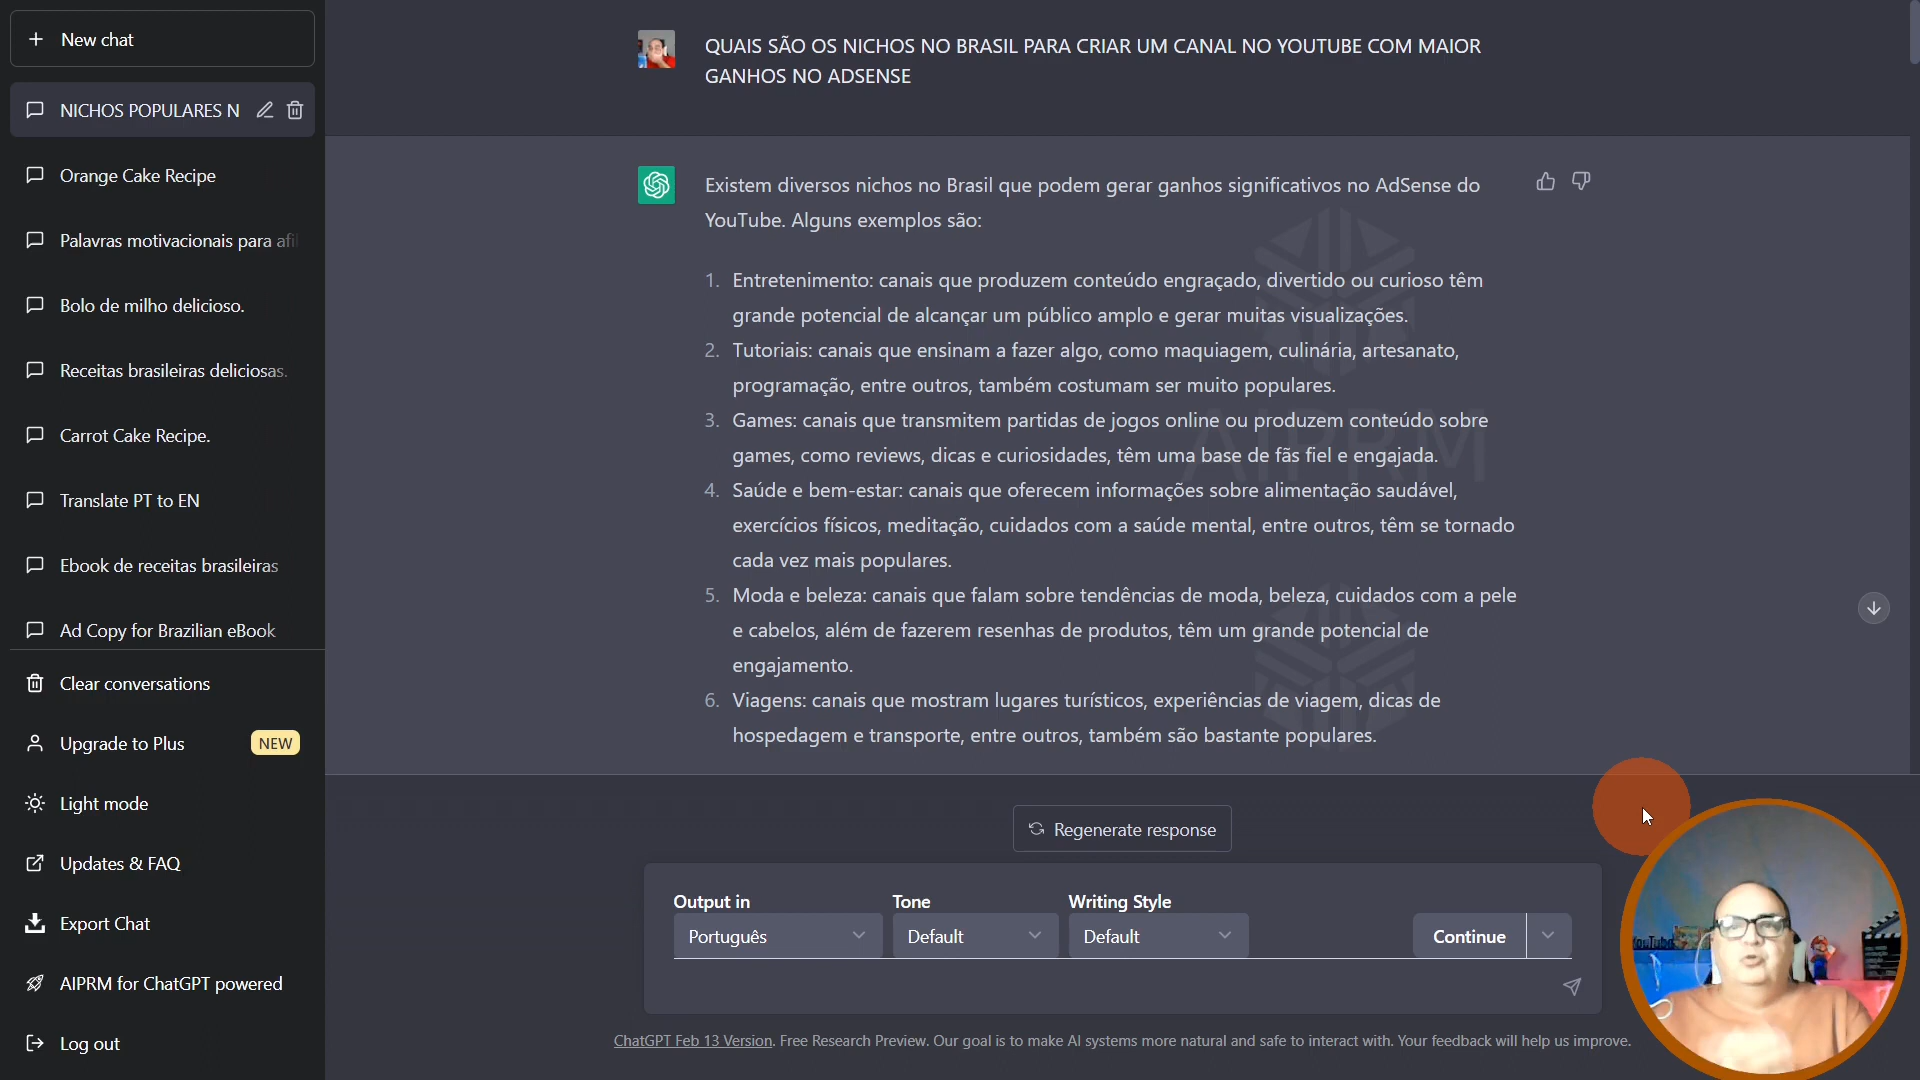 New chat
NICHOS POPULARES N
Orange Cake Recipe
Palavras motivacionais para afi
Bolo de milho delicioso.
Receitas brasileiras deliciosas.
Carrot Cake Recipe.
Translate PT to EN
Ebook de receitas brasileiras
Ad Copy for Brazilian eBook
Clear conversations
Upgrade to Plus NEW
Light mode
Updates & FAQ
Export Chat
AIPRM for ChatGPT powered
Log out
QUAIS SÃO OS NICHOS NO BRASIL PARA CRIAR UM CANAL NO YOUTUBE COM MAIOR
GANHOS NO ADSENSE
Existem diversos nichos no Brasil que podem gerar ganhos significativos no AdSense do
YouTube. Alguns exemplos são:
1. Entretenimento: canais que produzem conteúdo engraçado, divertido ou curioso têm
grande potencial de alcançar um público amplo e gerar muitas visualizações.
2. Tutoriais: canais que ensinam a fazer algo, como maquiagem, culinária, artesanato,
programação, entre outros, também costumam ser muito populares.
3. Games: canais que transmitem partidas de jogos online ou produzem conteúdo sobre
games, como reviews, dicas e curiosidades, têm uma base de fãs fiel e engajada.
4. Saúde e bem-estar: canais que oferecem informações sobre alimentação saudável,
exercícios físicos, meditação, cuidados com a saúde mental, entre outros, têm se tornado
cada vez mais populares.
5. Moda e beleza: canais que falam sobre tendências de moda, beleza, cuidados com a pele
e cabelos, além de fazerem resenhas de produtos, têm um grande potencial de
engajamento.
6. Viagens: canais que mostram lugares turísticos, experiências de viagem, dicas de
hospedagem e transporte, entre outros, também são bastante populares.
AIPRM
Regenerate response
Output in Tone Writing Style
Português Default Default Continue
ChatGPT Feb 13 Version. Free Research Preview. Our goal is to make AI systems more natural and safe to interact with. Your feedback will help us improve.
YouTube